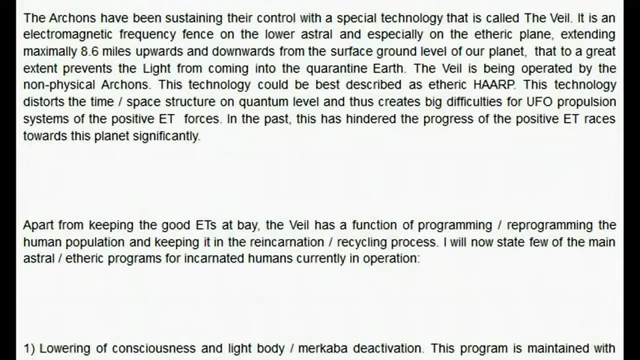 The Archons have been sustaining their control with a special technology that is called The Veil. It is an
electromagnetic frequency fence on the lower astral and especially on the etheric plane, extending
maximally 8.6 miles upwards and downwards from the surface ground level of our planet, that to a great
extent prevents the Light from coming into the quarantine Earth. The Veil is being operated by the
non-physical Archons. This technology could be best described as etheric HAARP. This technology
distorts the time / space structure on quantum level and thus creates big difficulties for UFO propulsion
systems of the positive ET forces. In the past, this has hindered the progress of the positive ET races
towards this planet significantly.
Apart from keeping the good ETs at bay, the Veil has a function of programming / reprogramming the
human population and keeping it in the reincarnation / recycling process. I will now state few of the main
astral / etheric programs for incarnated humans currently in operation:
1) Lowering of consciousness and light body / merkaba deactivation. This program is maintained with